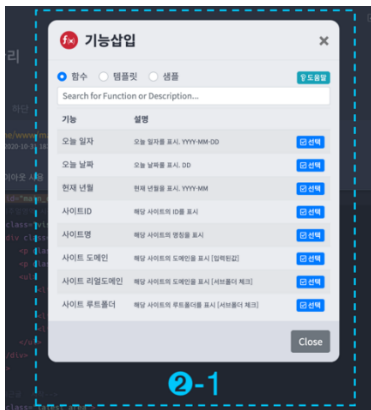 f(x) 기능삽입 ×
리
함수 템플릿 샘플 도움말
Search for Function or Description...
하단
기능 설명
오늘 일자 오늘 일자를 표시. YYYY-MM-DD 선택
오늘 날짜 오늘 날짜를 표시. DD 선택
현재 년월 현재 년월을 표시. YYYY-MM 선택
사이트ID 해당 사이트의 ID를 표시 선택
사이트명 해당 사이트의 명칭을 표시 선택
사이트 도메인 해당 사이트의 도메인을 표시 [입력된값] 선택
사이트 리얼도메인 해당 사이트의 도메인을 표시 [서브폴더 체크] 선택
사이트 루트폴더 해당 사이트의 루트폴더를 표시 [서브폴더 체크] 선택
Close
❷-1